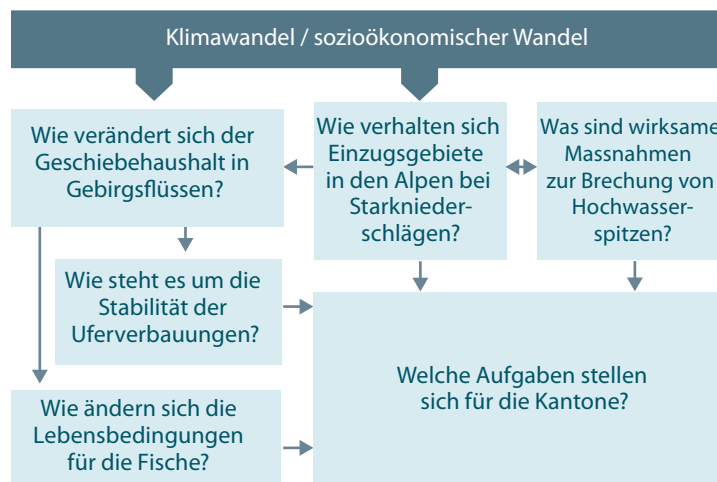 Klimawandel / sozioökonomischer Wandel
Wie verändert sich der
Geschiebehaushalt in
Gebirgsflüssen?
Wie verhalten sich
Einzugsgebiete
in den Alpen bei
Starknieder-
schlägen?
Was sind wirksame
Massnahmen
zur Brechung von
Hochwasser-
spitzen?
Wie steht es um die
Stabilität der
Uferverbauungen?
Welche Aufgaben stellen
sich für die Kantone?
Wie ändern sich die
Lebensbedingungen
für die Fische?